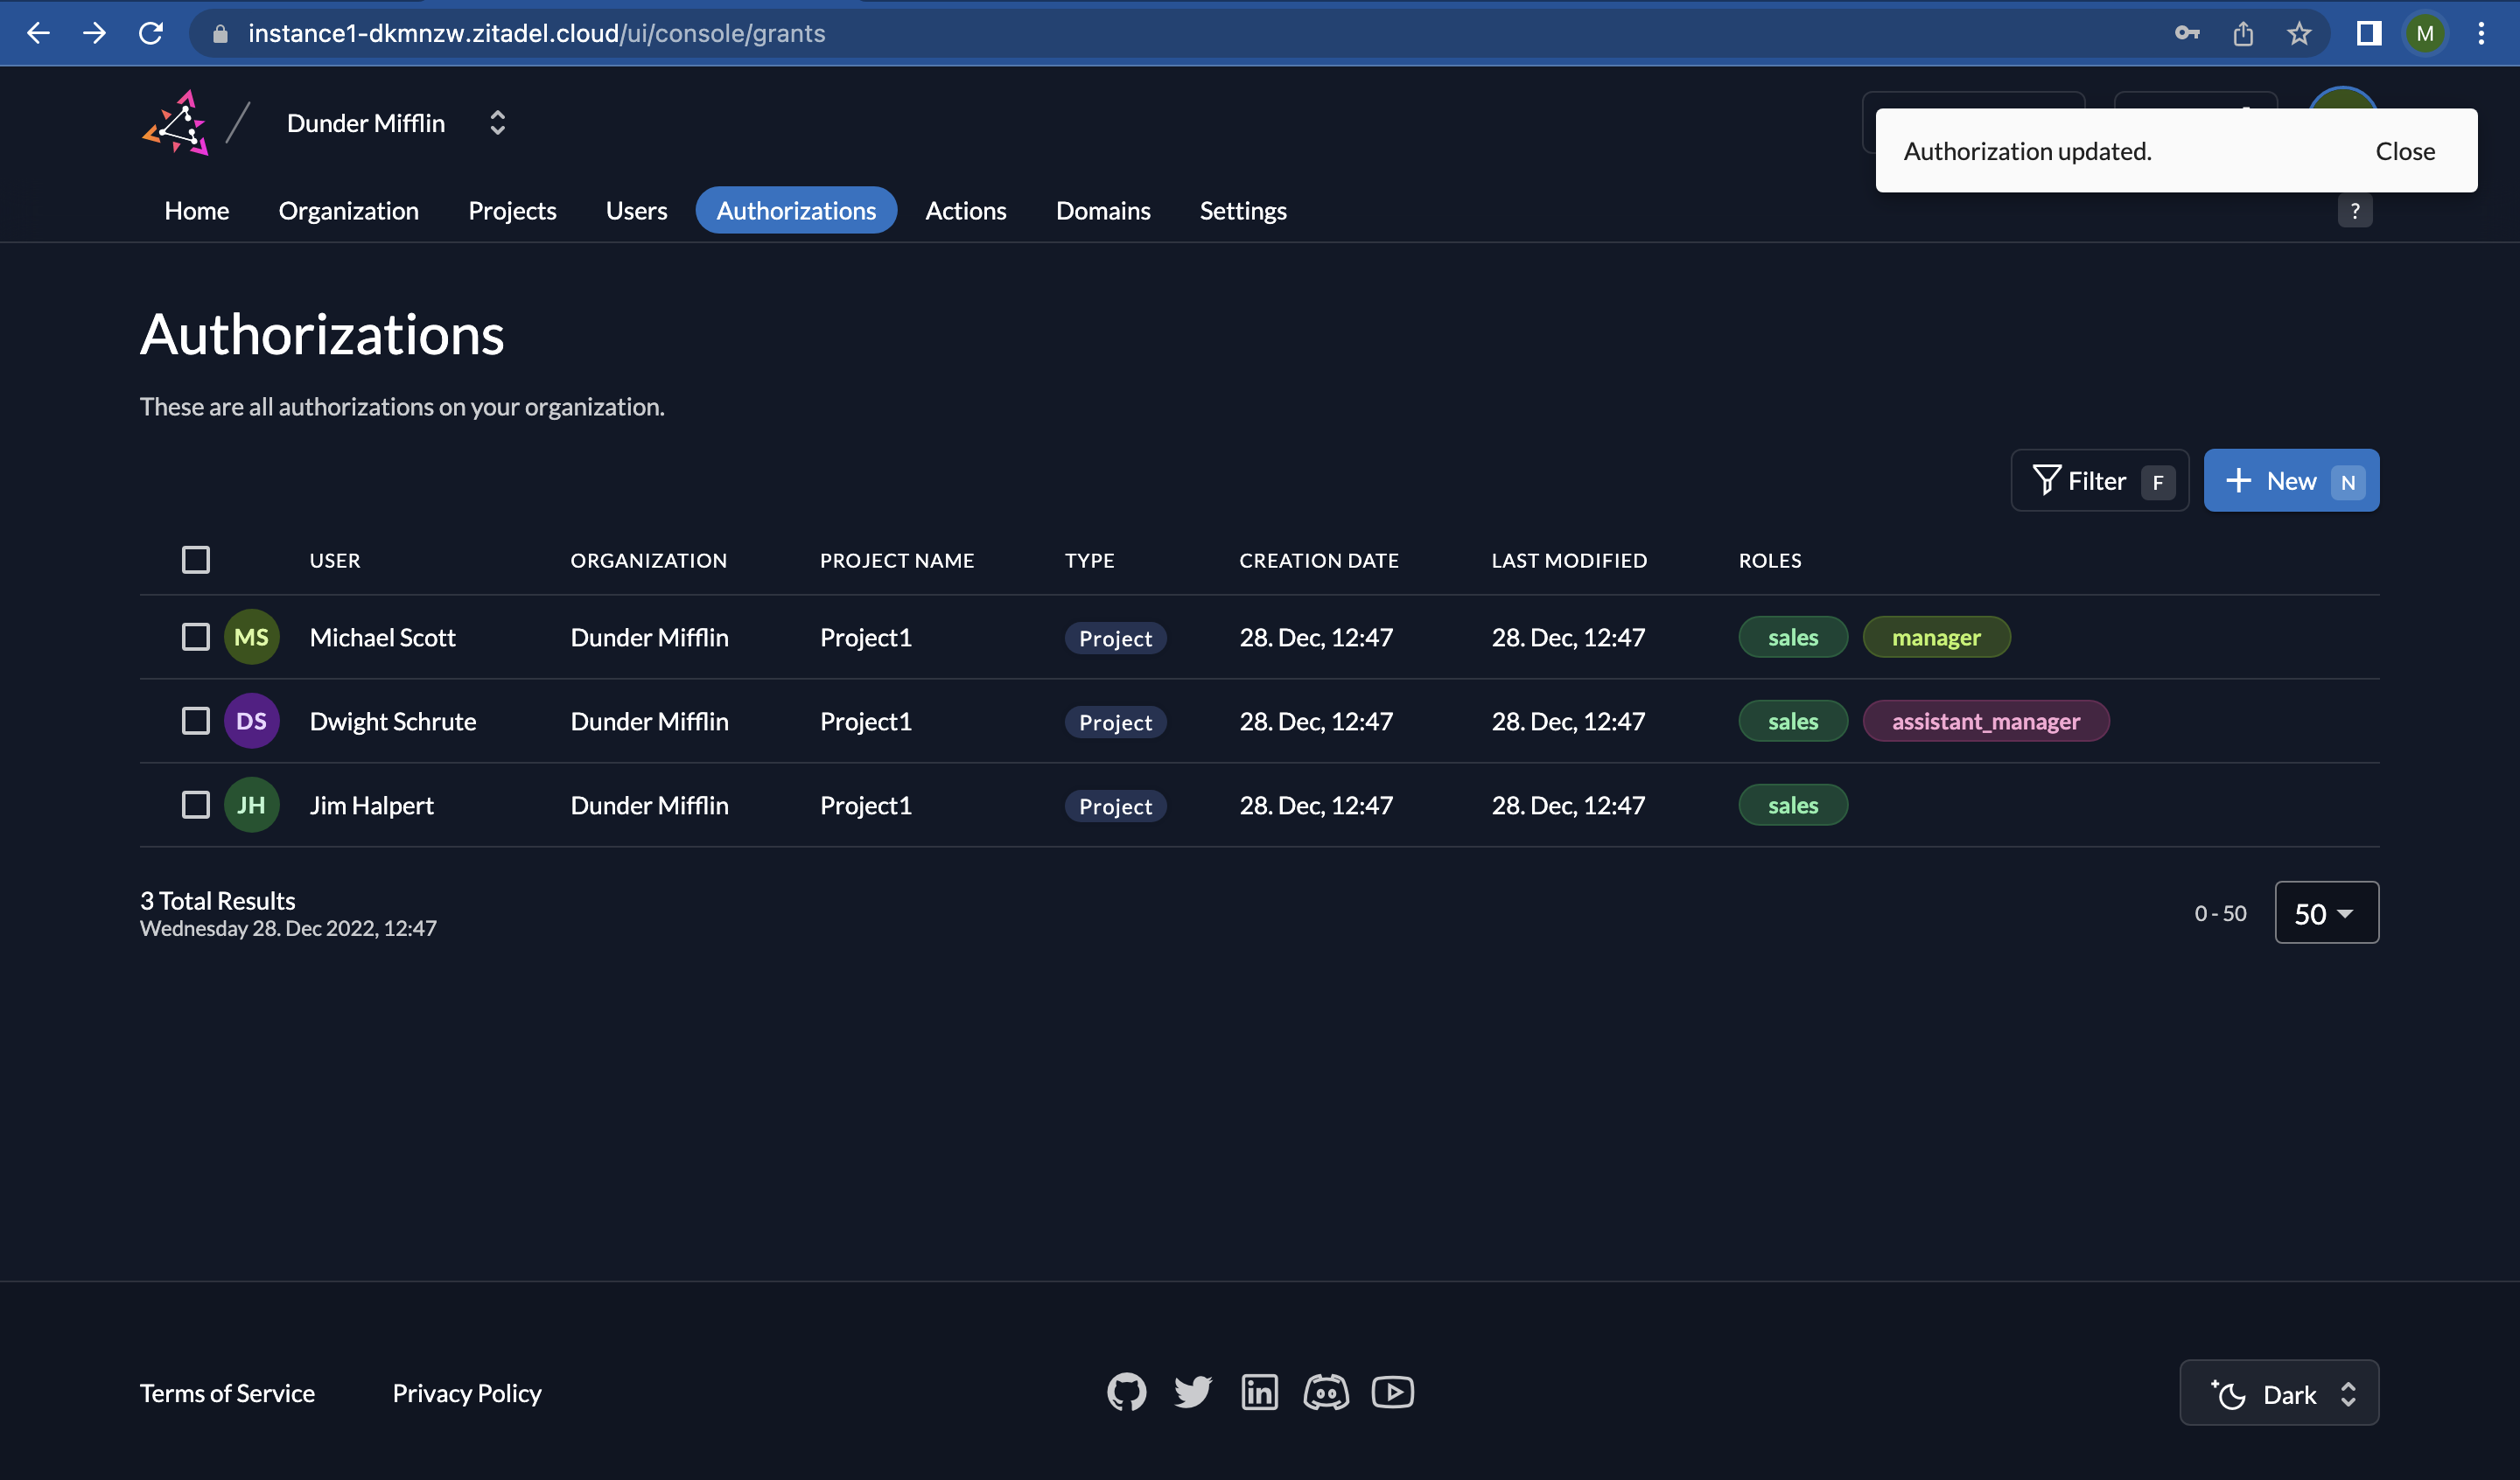 instance1-dkmnzw.zitadel.cloud/ui/console/grants
M
Dunder Mifflin
Authorization updated. Close
Home Organization Projects Users Authorizations Actions Domains Settings
?
Authorizations
These are all authorizations on your organization.
Filter F New N
USER ORGANIZATION PROJECT NAME TYPE CREATION DATE LAST MODIFIED ROLES
MS Michael Scott Dunder Mifflin Project1 Project 28. Dec, 12:47 28. Dec, 12:47 sales manager
DS Dwight Schrute Dunder Mifflin Project1 Project 28. Dec, 12:47 28. Dec, 12:47 sales assistant_manager
JH Jim Halpert Dunder Mifflin Project1 Project 28. Dec, 12:47 28. Dec, 12:47 sales
3 Total Results
Wednesday 28. Dec 2022, 12:47
0 - 50 50
Terms of Service Privacy Policy
in
Dark